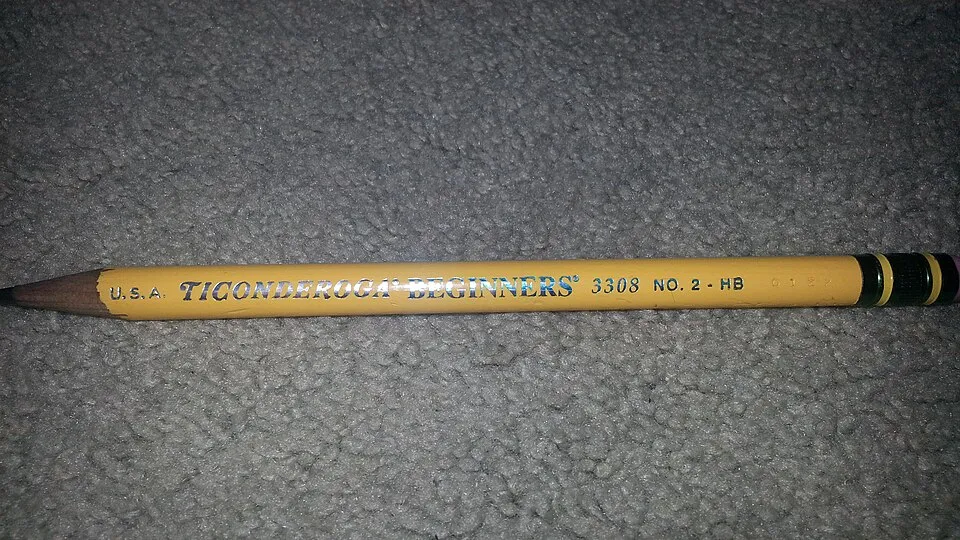 U.S.A. TICONDEROGA® BEGINNERS® 3308 NO. 2 - HB